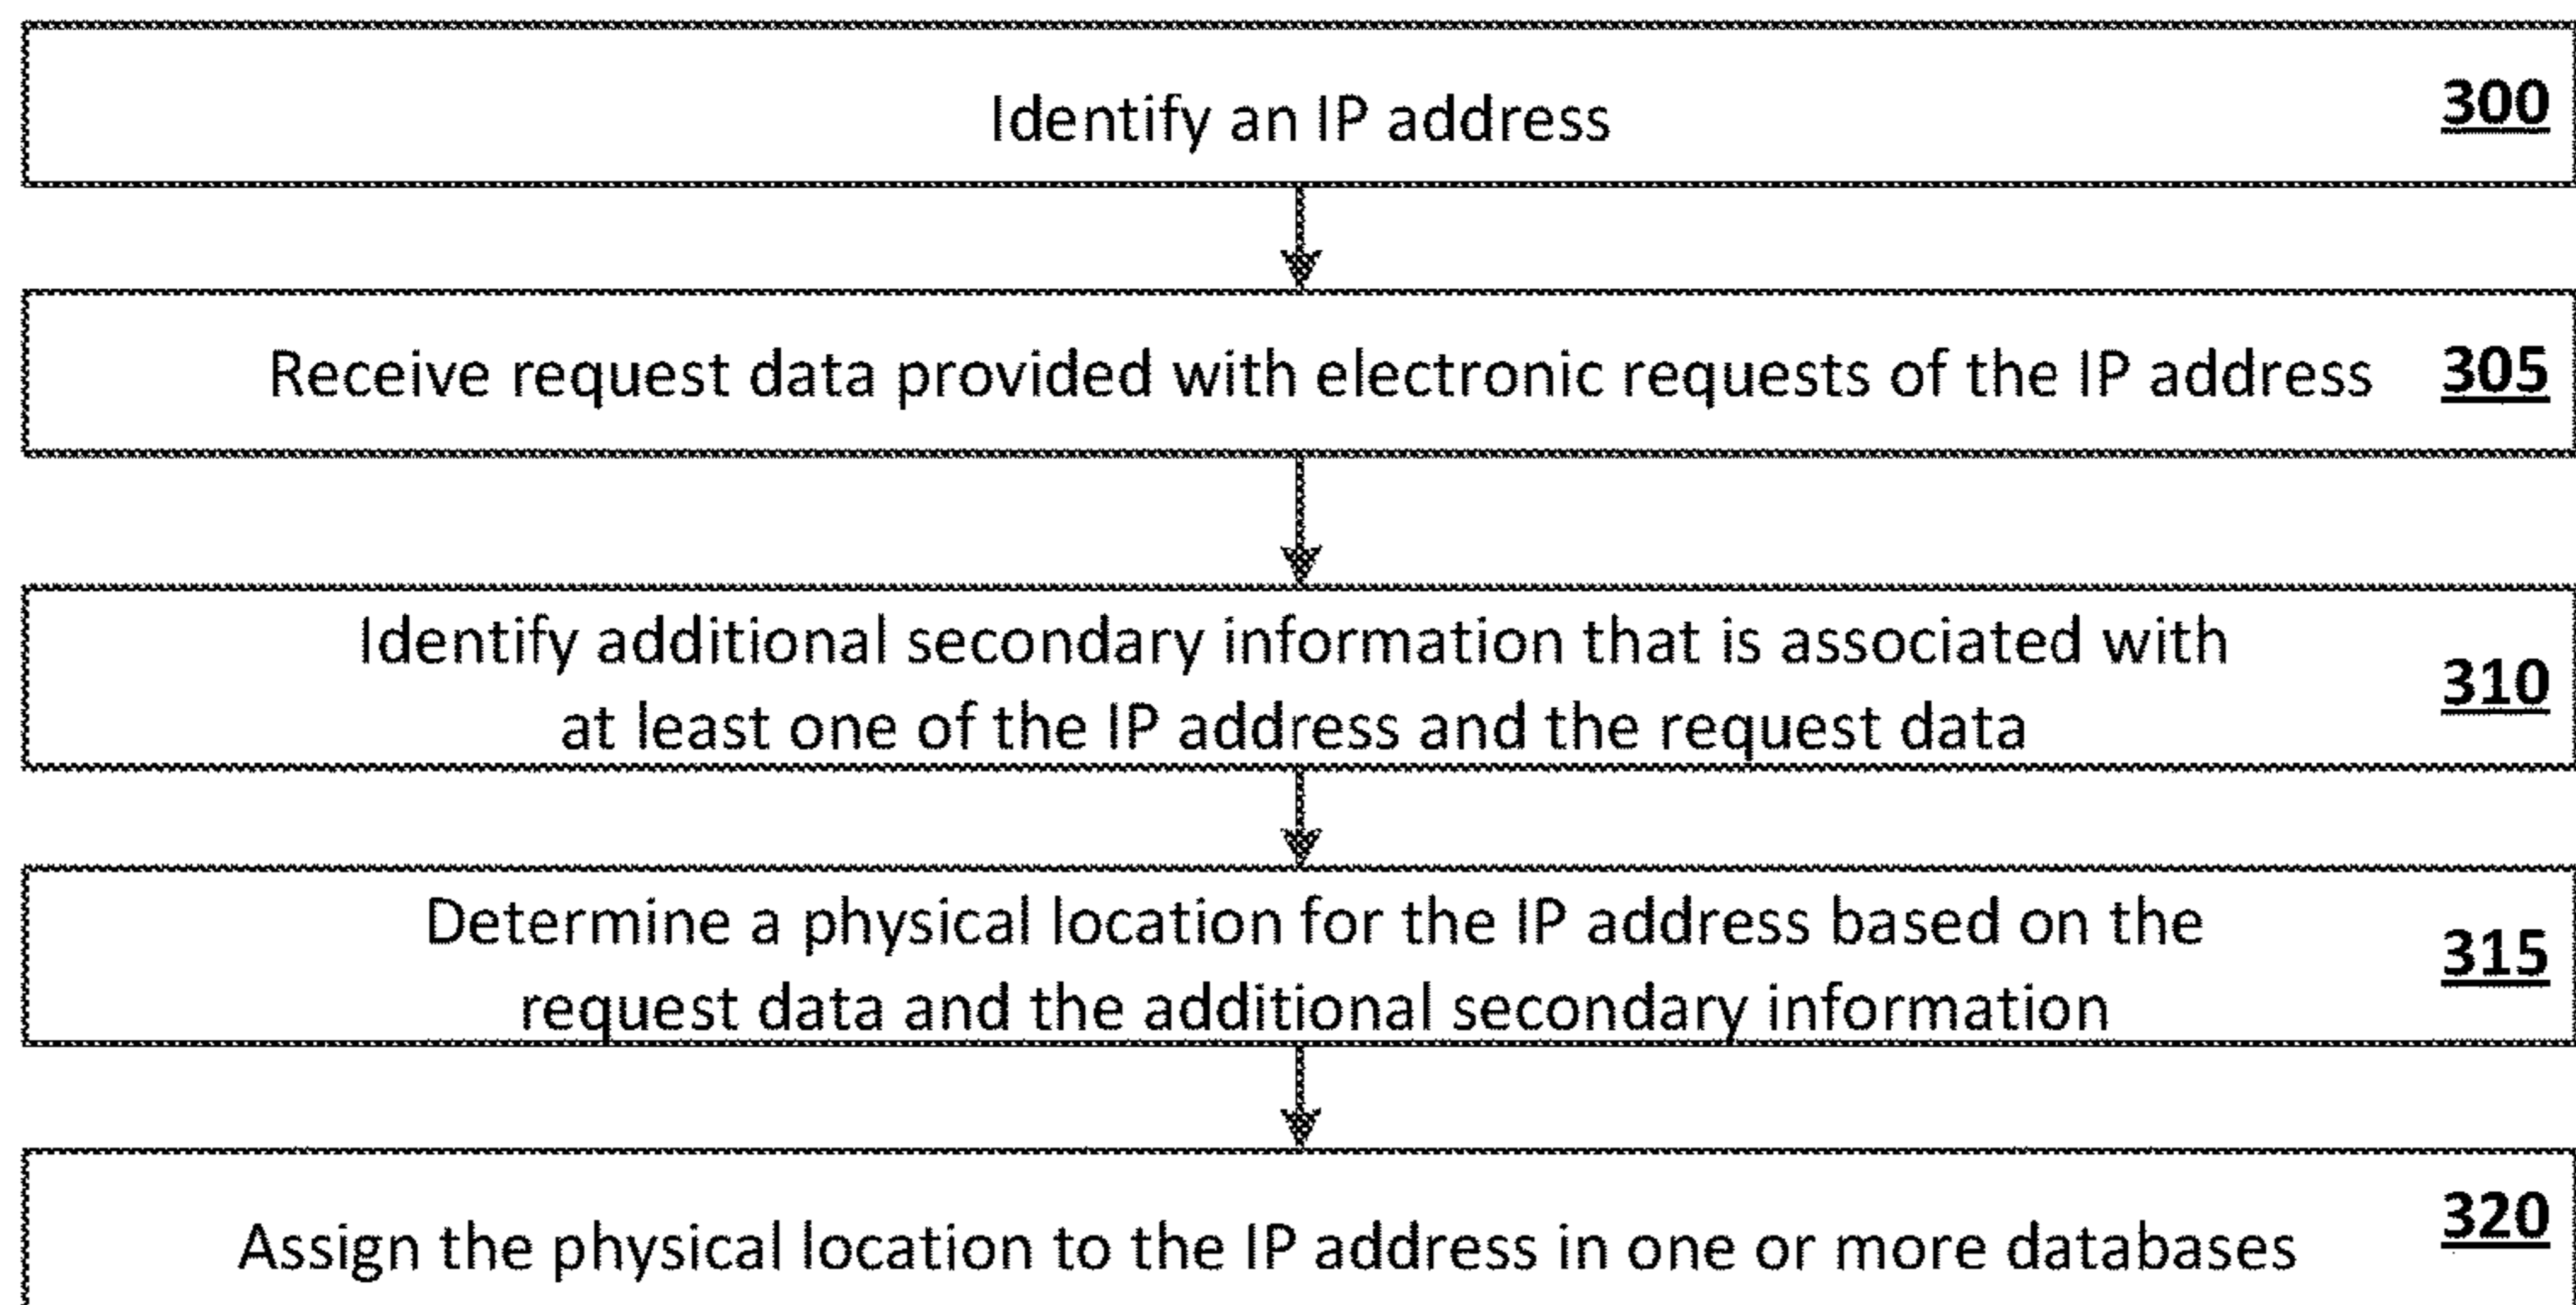 Identify an IP address 300
Receive request data provided with electronic requests of the IP address 305
Identify additional secondary information that is associated with
at least one of the IP address and the request data 310
Determine a physical location for the IP address based on the
request data and the additional secondary information 315
Assign the physical location to the IP address in one or more databases 320